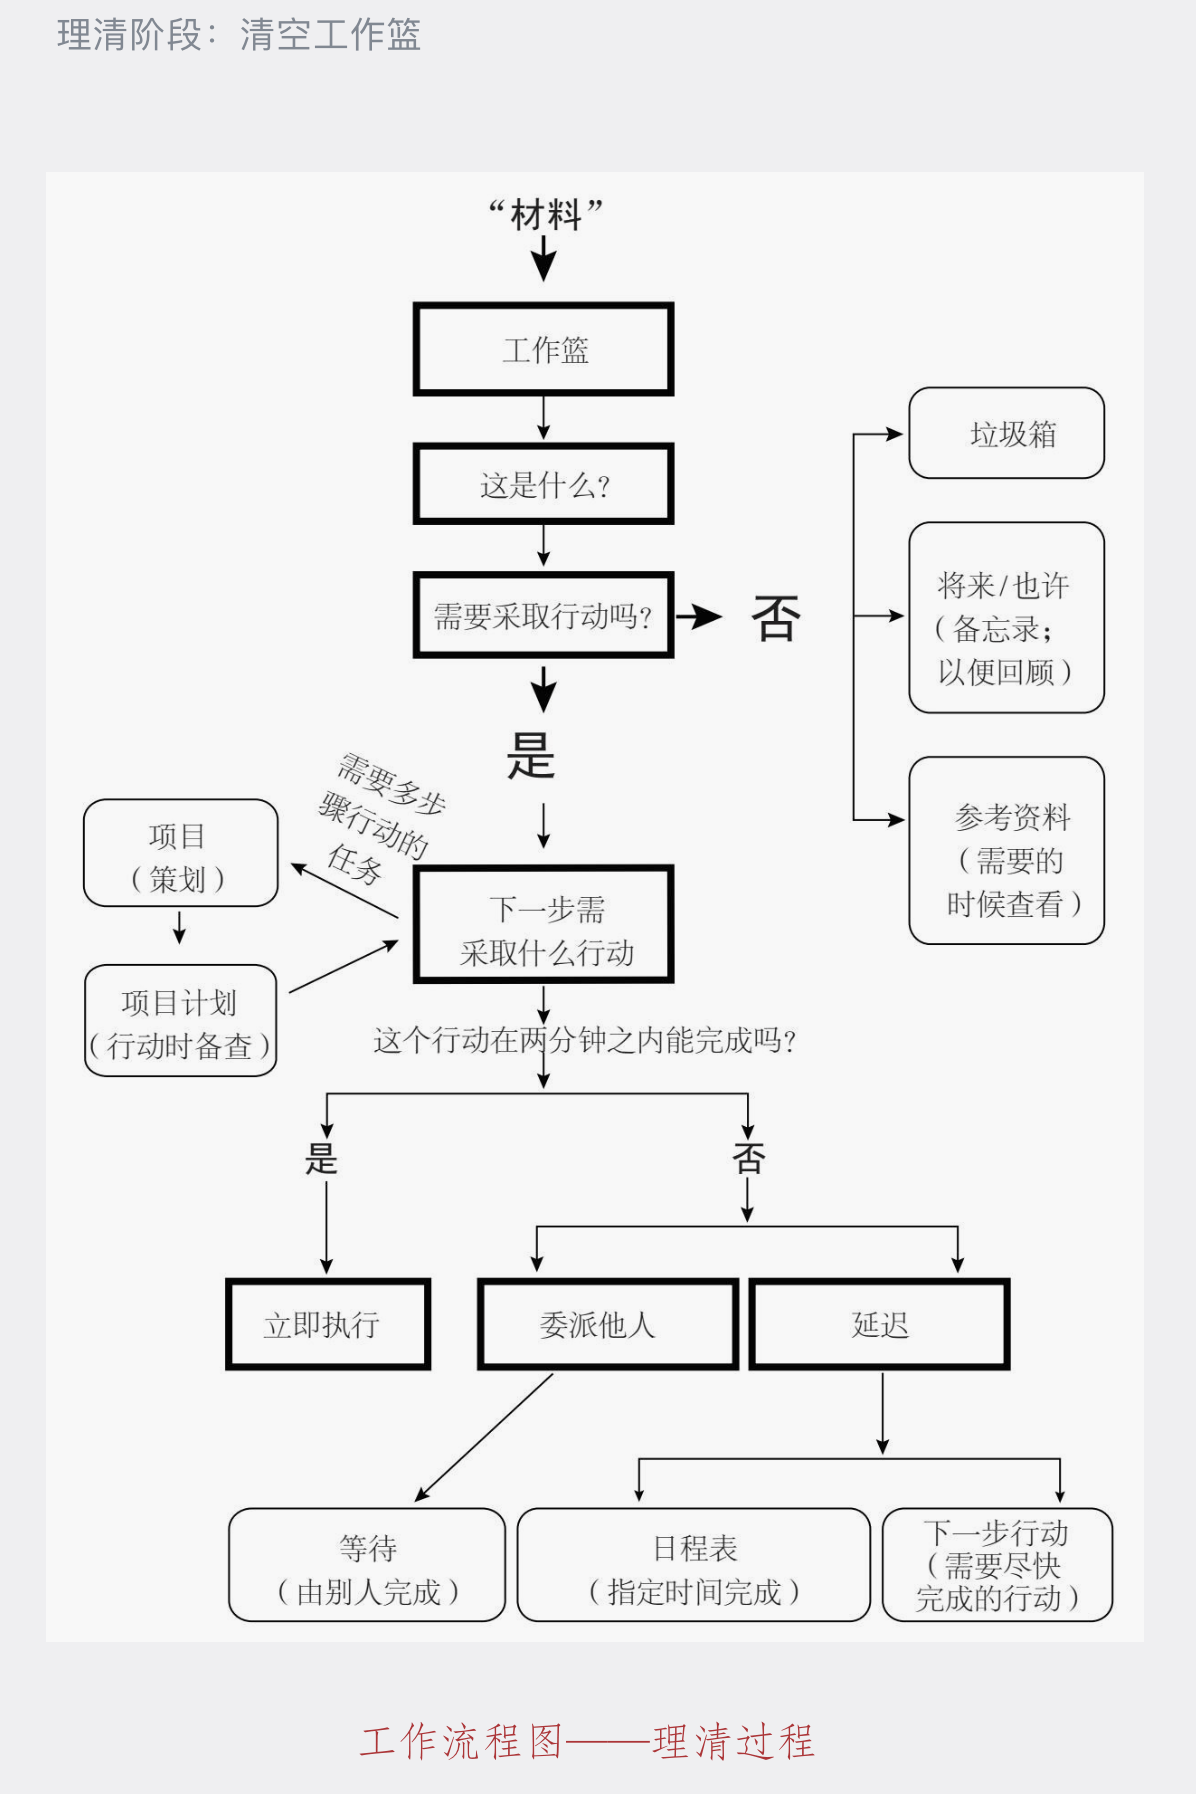 理清阶段：清空工作篮
“材料”
工作篮
这是什么？
需要采取行动吗？
否
垃圾箱
将来/也许
（备忘录；
以便回顾）
参考资料
（需要的
时候查看）
是
需要多步
骤行动的
任务
项目
（策划）
项目计划
（行动时备查）
下一步需
采取什么行动
这个行动在两分钟之内能完成吗？
是
否
立即执行
委派他人
延迟
等待
（由别人完成）
日程表
（指定时间完成）
下一步行动
（需要尽快
完成的行动）
工作流程图——理清过程